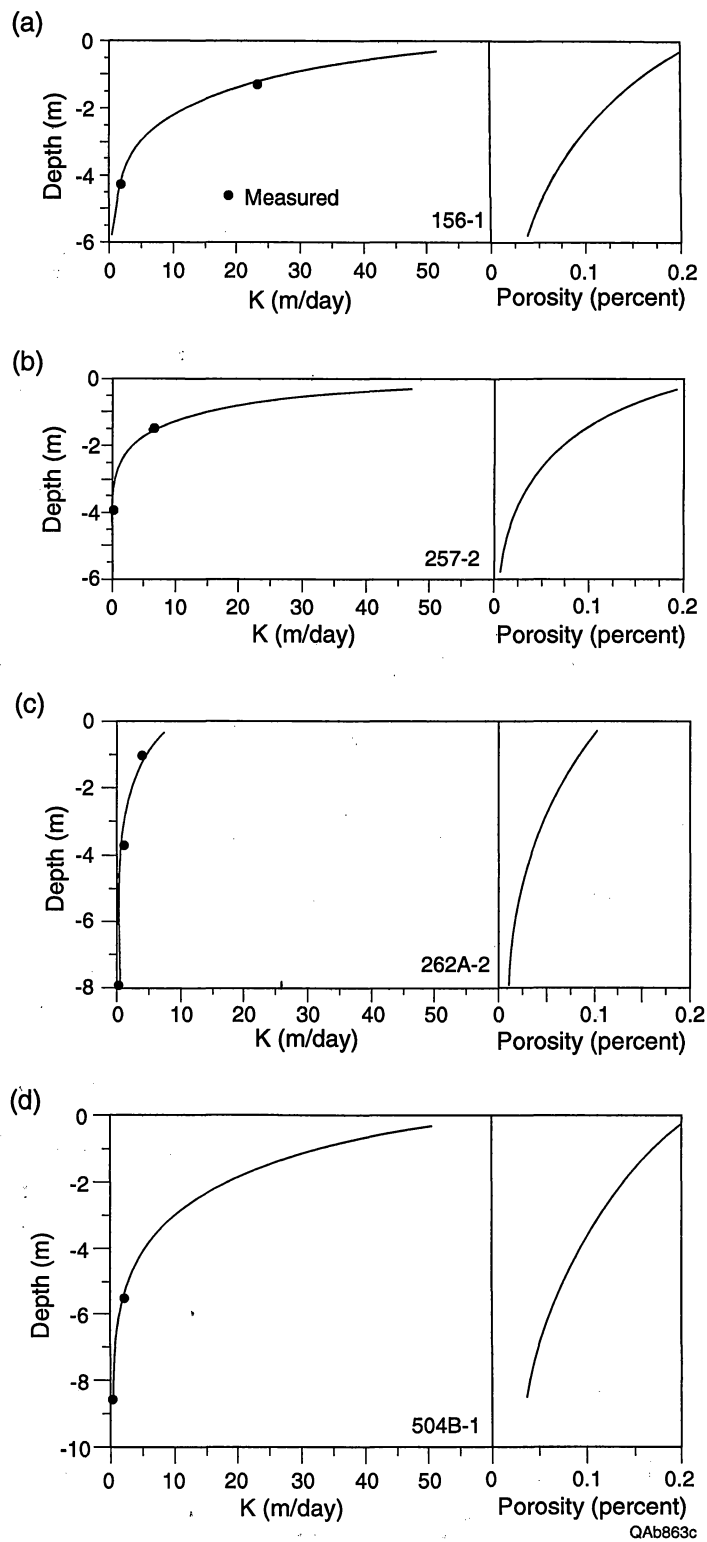 (a)
0
-2
-4
-6
Depth (m)
Measured
156-1
0 10 20 30 40 50 0 0.1 0.2
K (m/day) Porosity (percent)
(b)
0
-2
-4
-6
Depth (m)
257-2
0 10 20 30 40 50 0 0.1 0.2
K (m/day) Porosity (percent)
(c)
0
-2
-4
-6
-8
Depth (m)
262A-2
0 10 20 30 40 50 0 0.1 0.2
K (m/day) Porosity (percent)
(d)
0
-2
-4
-6
-8
-10
Depth (m)
504B-1
0 10 20 30 40 50 0 0.1 0.2
K (m/day) Porosity (percent)
QAb863c